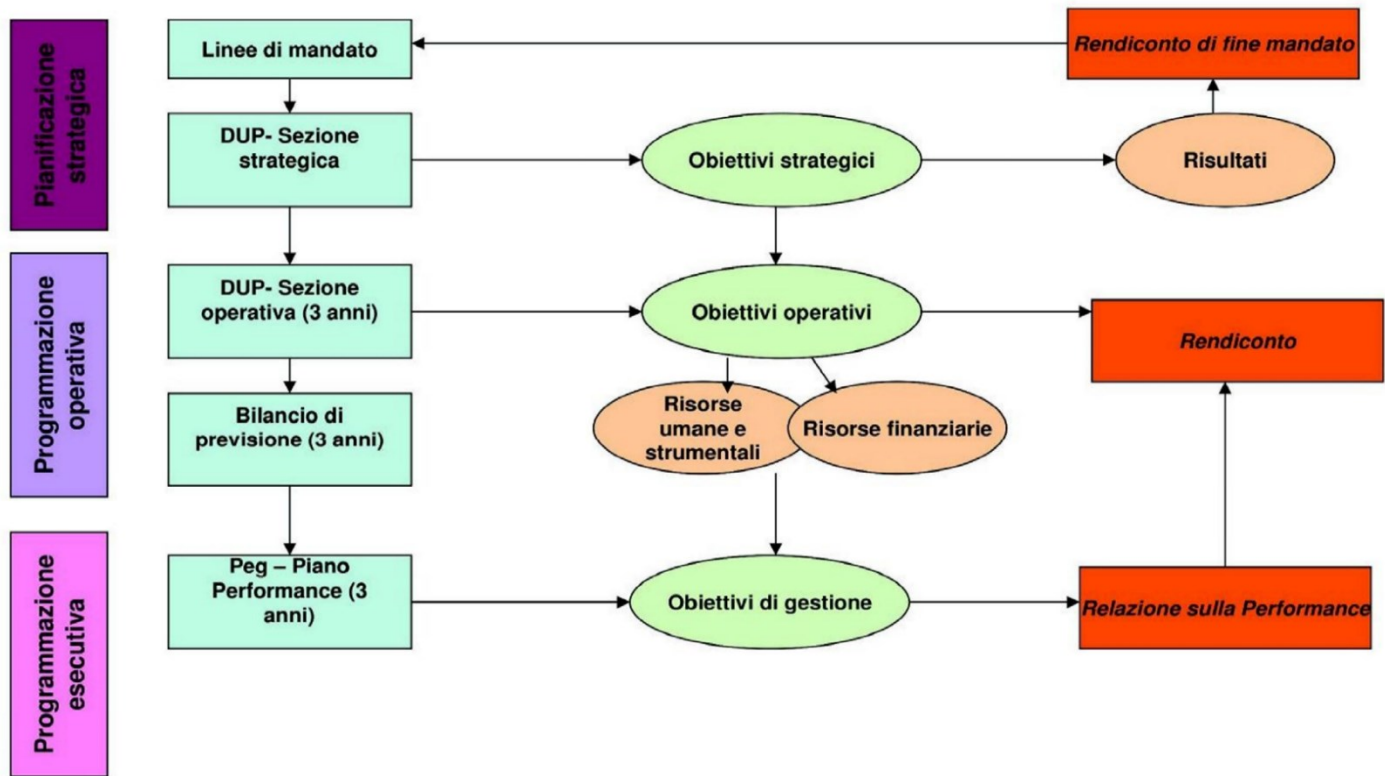 Pianificazione
strategica
Linee di mandato
Rendiconto di fine mandato
DUP- Sezione
strategica
Obiettivi strategici
Risultati
Programmazione
operativa
DUP- Sezione
operativa (3 anni)
Obiettivi operativi
Rendiconto
Bilancio di
previsione (3 anni)
Risorse
umane e
strumentali
Risorse finanziarie
Programmazione
esecutiva
Peg – Piano
Performance (3
anni)
Obiettivi di gestione
Relazione sulla Performance